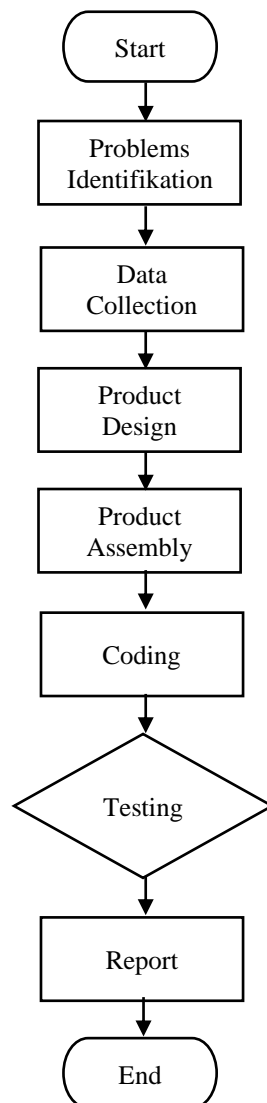 Start
Problems
Identifikation
Data
Collection
Product
Design
Product
Assembly
Coding
Testing
Report
End